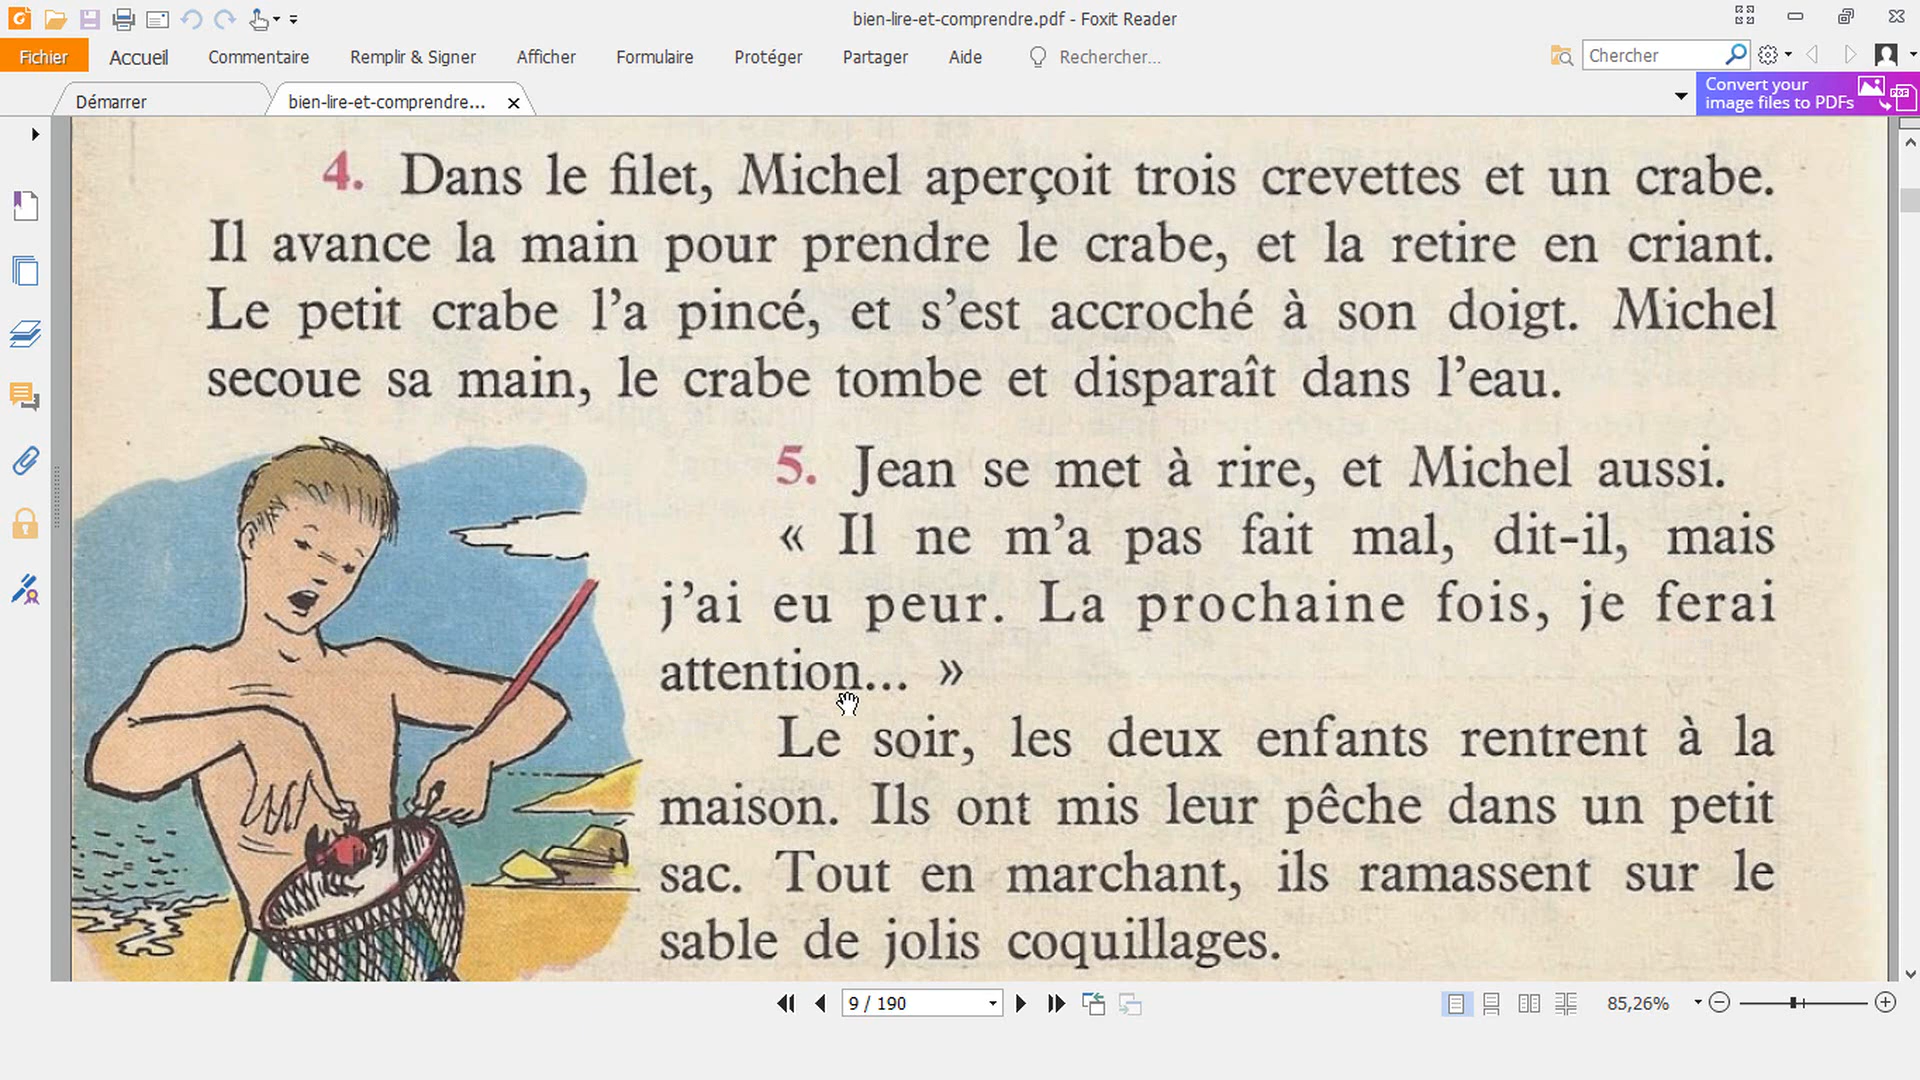 bien-lire-et-comprendre.pdf - Foxit Reader
Fichier Accueil Commentaire Remplir & Signer Afficher Formulaire Protéger Partager Aide Rechercher... Chercher
Démarrer bien-lire-et-comprendre...
Convert your
image files to PDFs
PDF
4. Dans le filet, Michel aperçoit trois crevettes et un crabe.
Il avance la main pour prendre le crabe, et la retire en criant.
Le petit crabe l'a pincé, et s'est accroché à son doigt. Michel
secoue sa main, le crabe tombe et disparaît dans l'eau.
5. Jean se met à rire, et Michel aussi.
« Il ne m'a pas fait mal, dit-il, mais
j'ai eu peur. La prochaine fois, je ferai
attention... »
Le soir, les deux enfants rentrent à la
maison. Ils ont mis leur pêche dans un petit
sac. Tout en marchant, ils ramassent sur le
sable de jolis coquillages.
9 / 190
85,26%